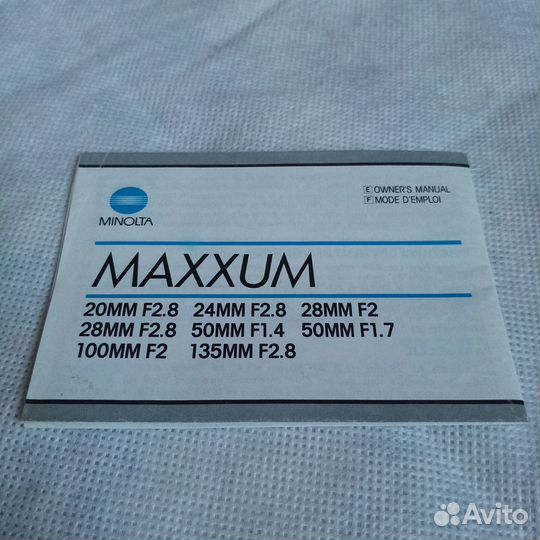 MINOLTA
E OWNER'S MANUAL
F MODE D'EMPLOI
MAXXUM
20MM F2.8 24MM F2.8 28MM F2
28MM F2.8 50MM F1.4 50MM F1.7
100MM F2 135MM F2.8
Avito